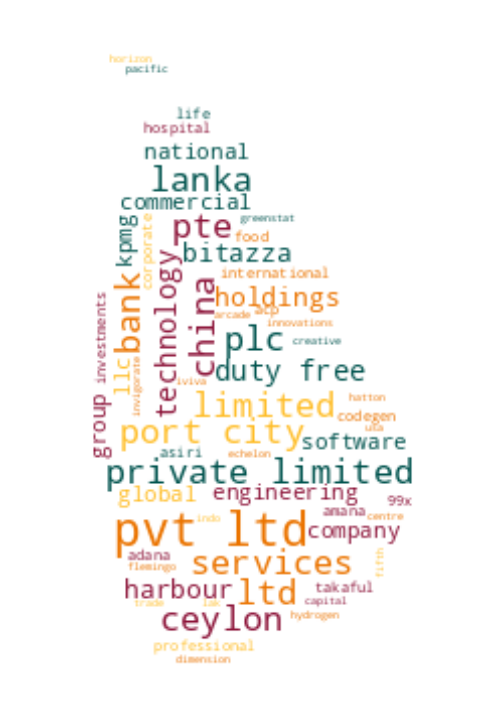 horizon
pacific
life
hospital
national
lanka
commercial
pte
greenstat
kpmg
corporate
food
bitazza
technology
international
bank
china
holdings
investments
arcade
acp
innovations
plc
creative
llc
invigorate
duty free
iviva
group
limited
hatton
codegen
port city
usa
software
asiri
echelon
private limited
global
engineering
99x
pvt ltd
indo
amana
centre
company
adana
services
fifth
flemingo
harbour
ltd
takaful
trade
lak
capital
ceylon
hydrogen
professional
dimension